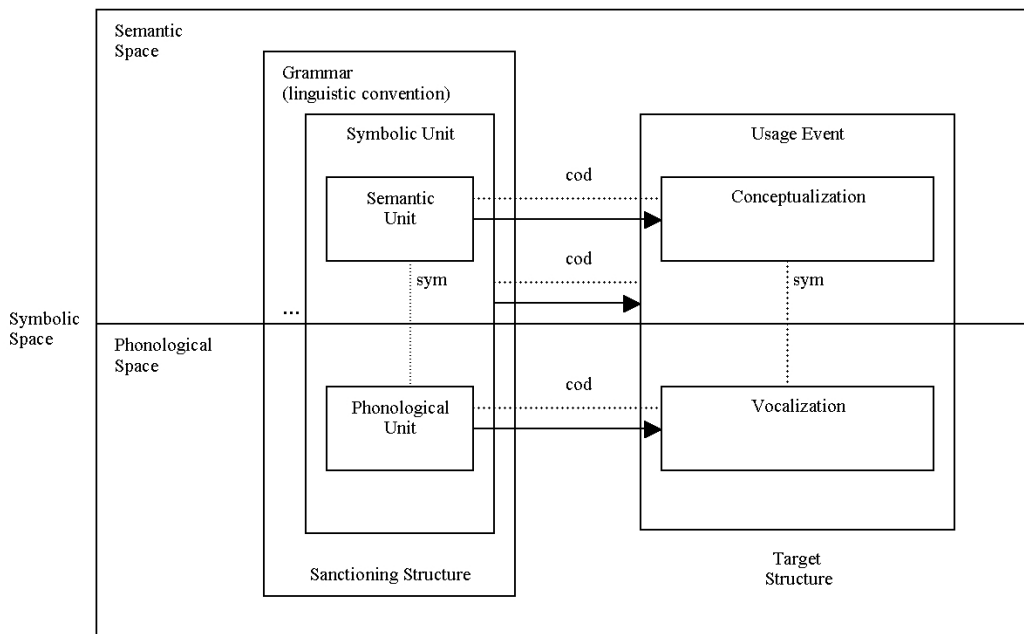 Semantic
Space
Grammar
(linguistic convention)
Symbolic Unit
Usage Event
Semantic
Unit
cod
Conceptualization
cod
sym
sym
...
Symbolic
Space
Phonological
Space
cod
Phonological
Unit
Vocalization
Sanctioning Structure
Target
Structure